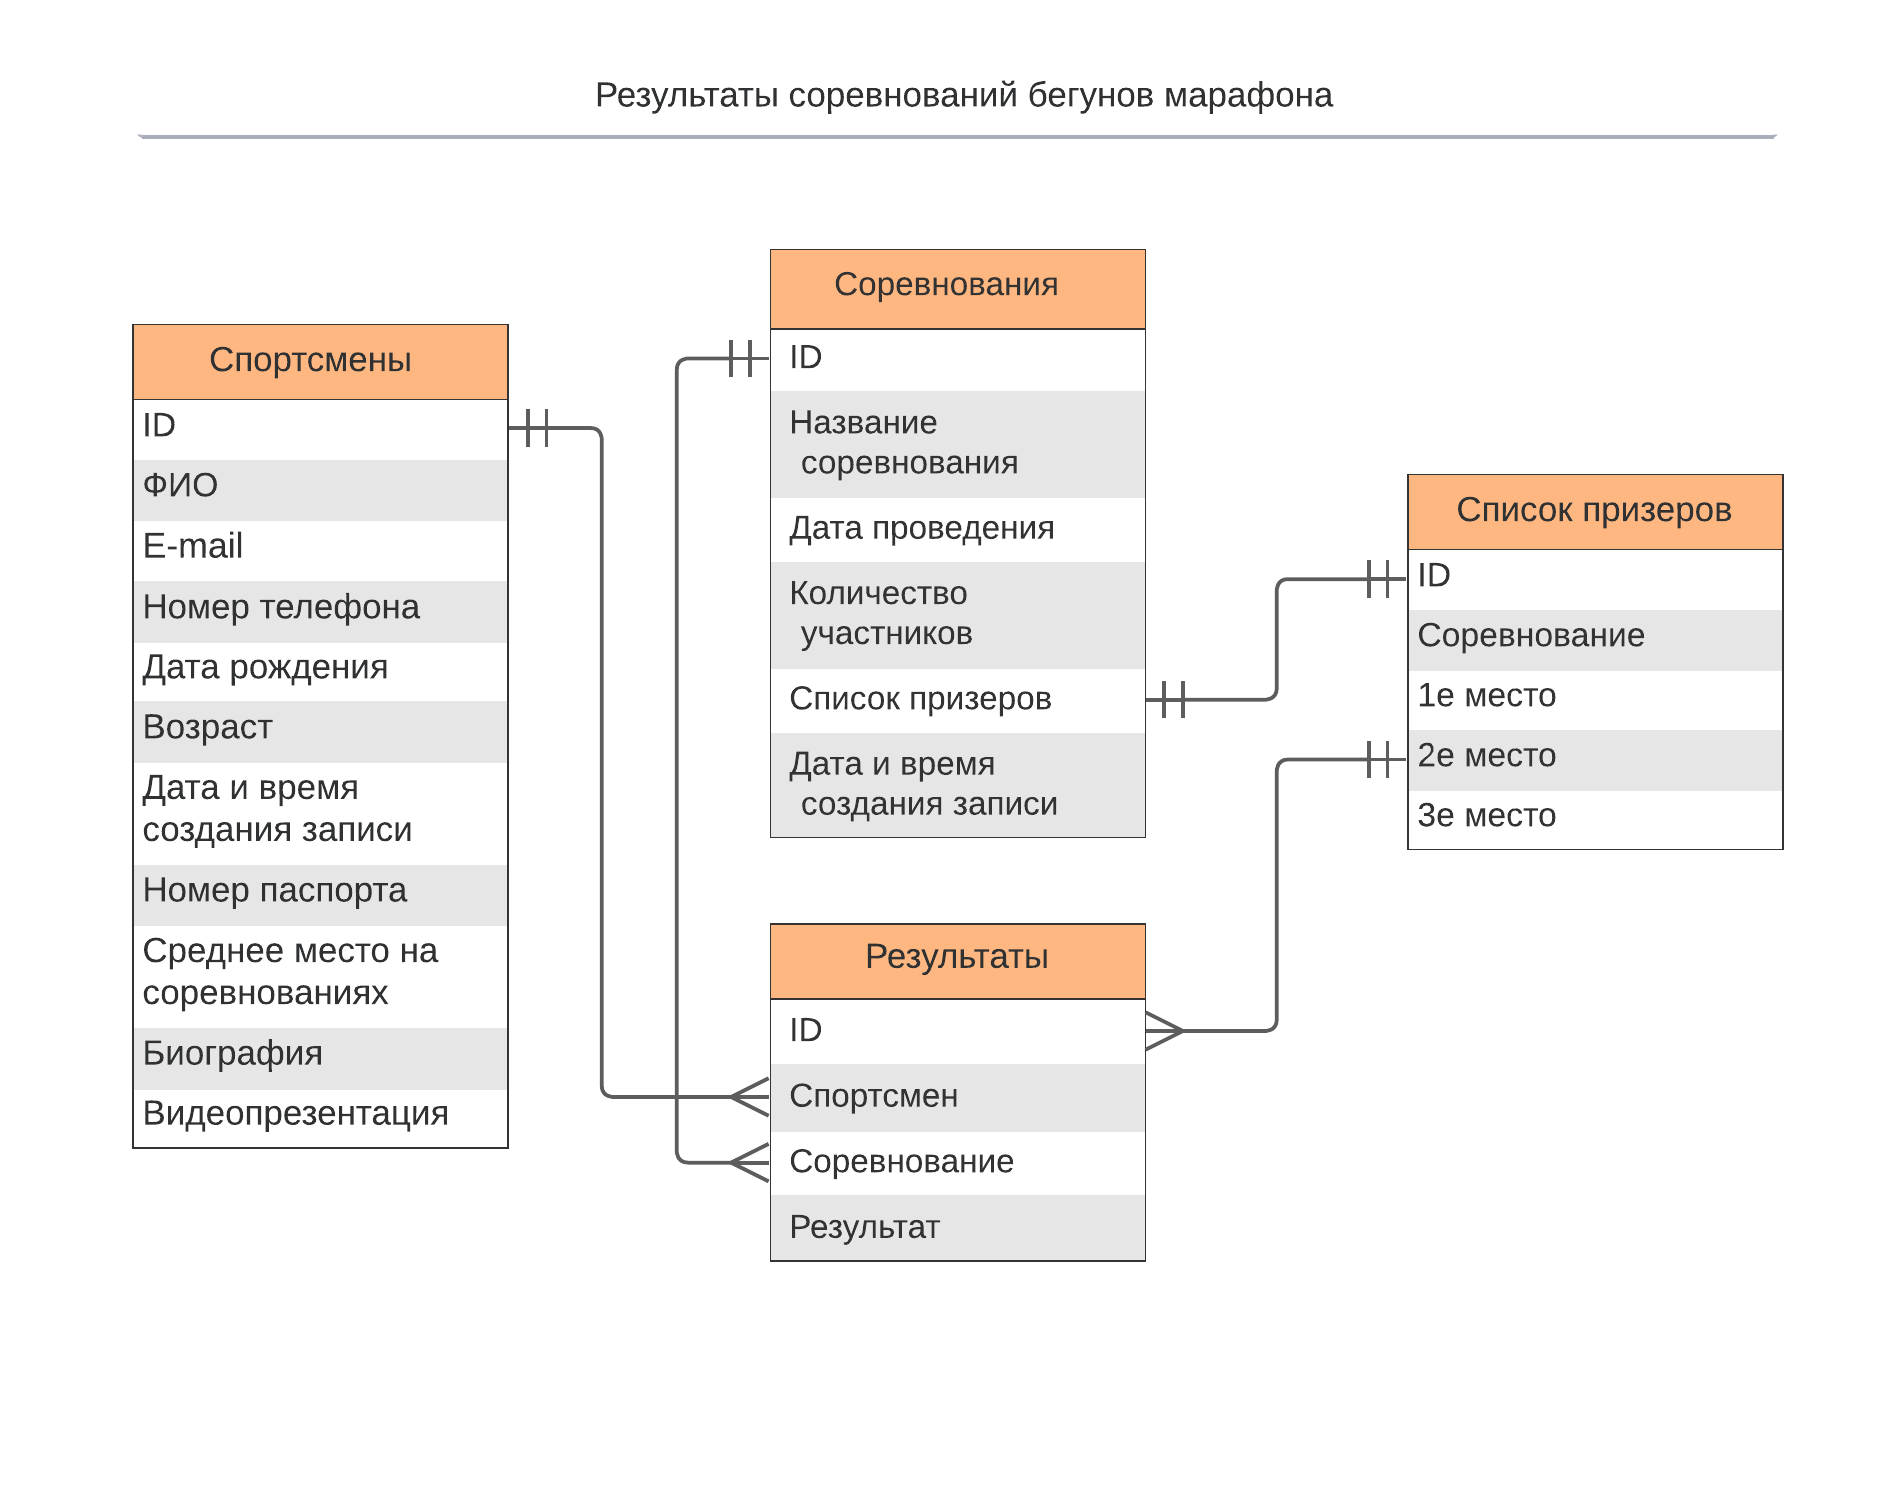 Результаты соревнований бегунов марафона
Спортсмены
ID
ФИО
E-mail
Номер телефона
Дата рождения
Возраст
Дата и время
создания записи
Номер паспорта
Среднее место на
соревнованиях
Биография
Видеопрезентация
Соревнования
ID
Название
соревнования
Дата проведения
Количество
участников
Список призеров
Дата и время
создания записи
Результаты
ID
Спортсмен
Соревнование
Результат
Список призеров
ID
Соревнование
1е место
2е место
3е место